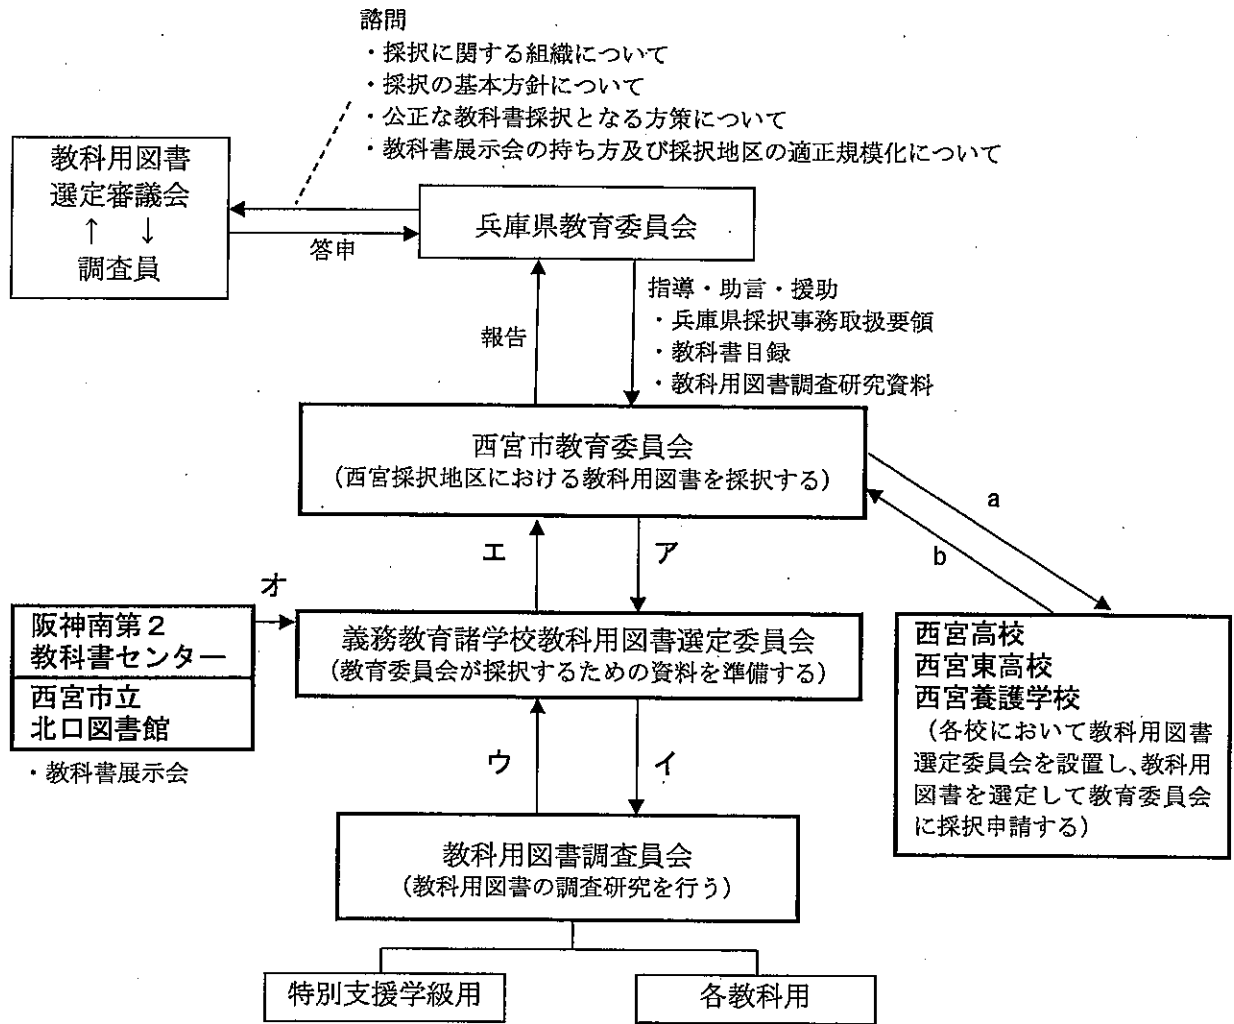 諮問
・採択に関する組織について
・採択の基本方針について
・公正な教科書採択となる方策について
・教科書展示会の持ち方及び採択地区の適正規模化について
教科用図書
選定審議会
↑ ↓
調査員
兵庫県教育委員会
答申
報告
指導・助言・援助
・兵庫県採択事務取扱要領
・教科書目録
・教科用図書調査研究資料
西宮市教育委員会
（西宮採択地区における教科用図書を採択する）
a
b
エ
ア
オ
阪神南第２
教科書センター
西宮市立
北口図書館
・教科書展示会
義務教育諸学校教科用図書選定委員会
（教育委員会が採択するための資料を準備する）
西宮高校
西宮東高校
西宮養護学校
（各校において教科用図書
選定委員会を設置し、教科用
図書を選定して教育委員会
に採択申請する）
ウ
イ
教科用図書調査員会
（教科用図書の調査研究を行う）
特別支援学級用
各教科用